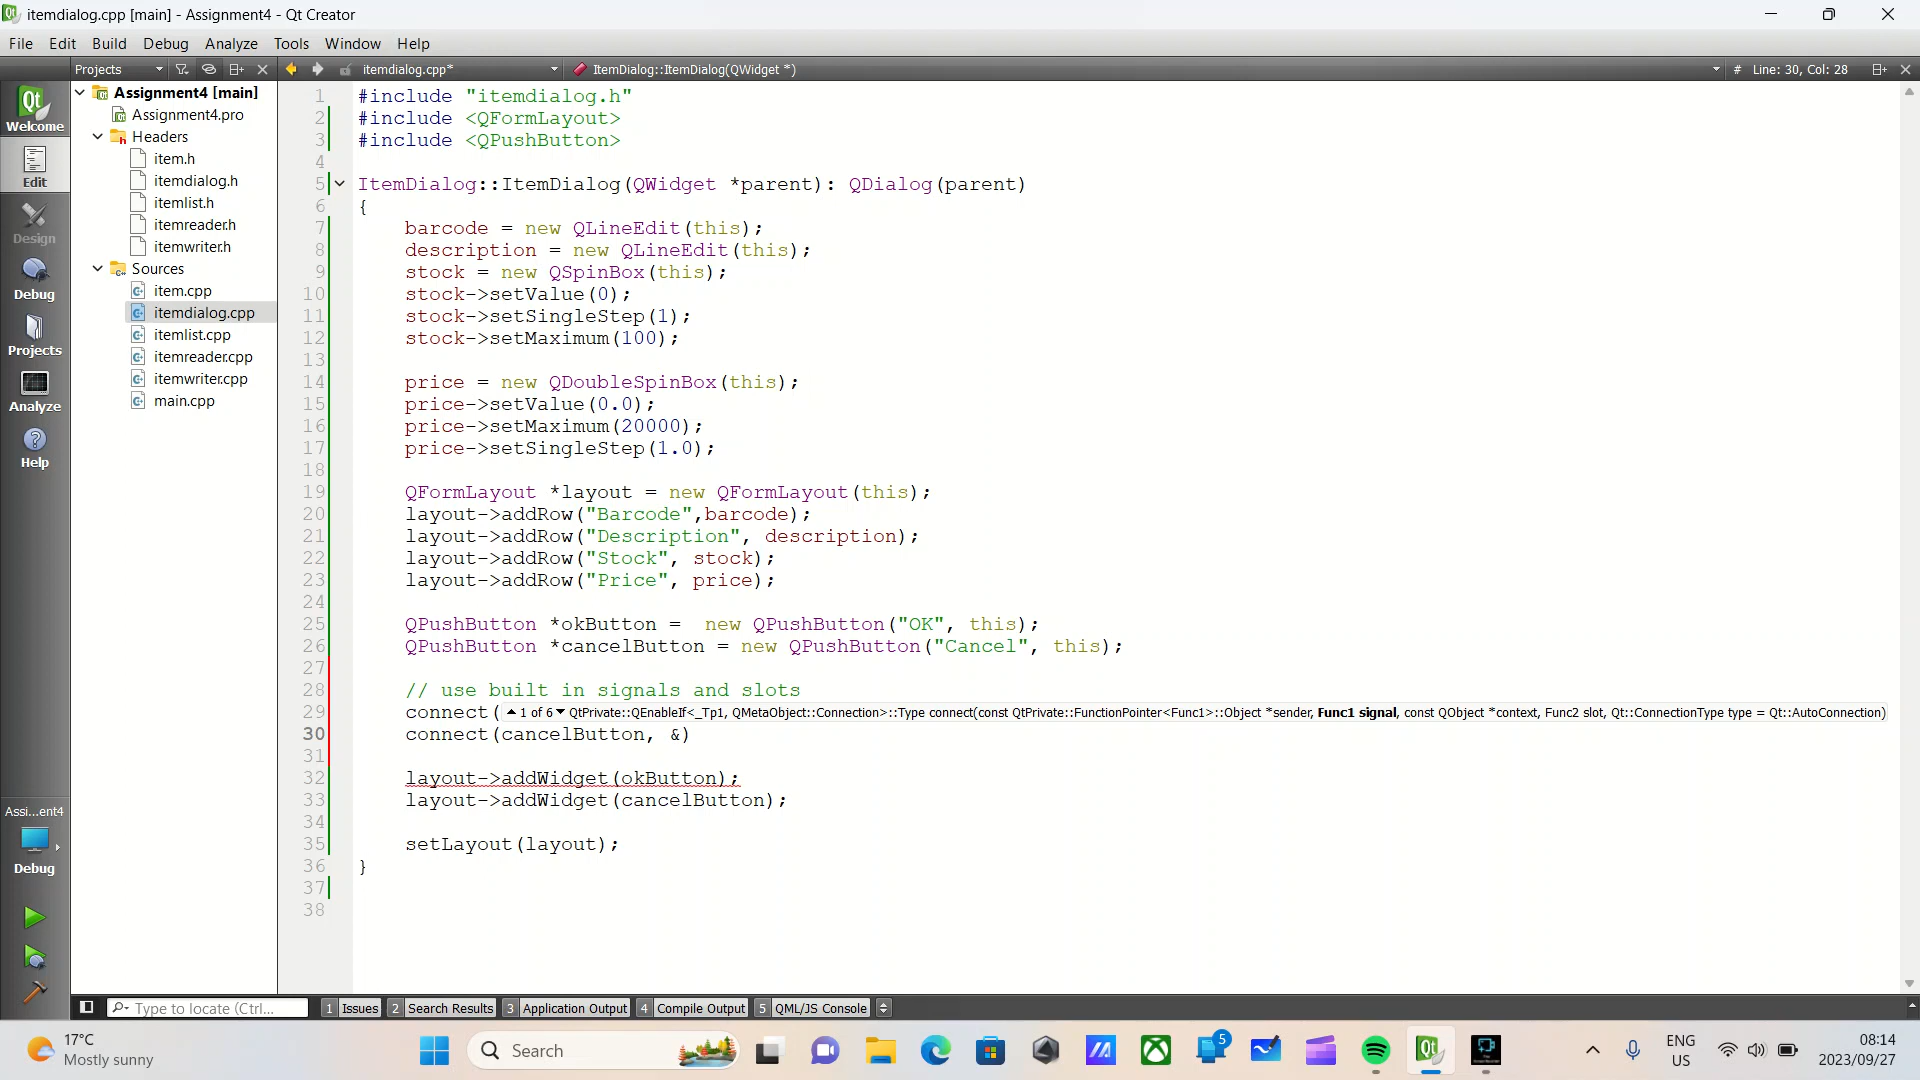 itemdialog.cpp [main] - Assignment4 - Qt Creator
File Edit Build Debug Analyze Tools Window Help
Projects itemdialog.cpp* ItemDialog::ItemDialog(QWidget *) # Line: 30, Col: 28
Welcome
Edit
Design
Debug
Projects
Analyze
Help
Assi...ent4
Debug
Assignment4 [main]
Assignment4.pro
Headers
item.h
itemdialog.h
itemlist.h
itemreader.h
itemwriter.h
Sources
item.cpp
itemdialog.cpp
itemlist.cpp
itemreader.cpp
itemwriter.cpp
main.cpp
1 #include "itemdialog.h"
2 #include <QFormLayout>
3 #include <QPushButton>
4
5 ItemDialog::ItemDialog(QWidget *parent): QDialog(parent)
6 {
7 barcode = new QLineEdit(this);
8 description = new QLineEdit(this);
9 stock = new QSpinBox(this);
10 stock->setValue(0);
11 stock->setSingleStep(1);
12 stock->setMaximum(100);
13
14 price = new QDoubleSpinBox(this);
15 price->setValue(0.0);
16 price->setMaximum(20000);
17 price->setSingleStep(1.0);
18
19 QFormLayout *layout = new QFormLayout(this);
20 layout->addRow("Barcode",barcode);
21 layout->addRow("Description", description);
22 layout->addRow("Stock", stock);
23 layout->addRow("Price", price);
24
25 QPushButton *okButton =  new QPushButton("OK", this);
26 QPushButton *cancelButton = new QPushButton("Cancel", this);
27
28 // use built in signals and slots
29 connect( 1 of 6 QtPrivate::QEnableIf<_Tp1, QMetaObject::Connection>::Type connect(const QtPrivate::FunctionPointer<Func1>::Object *sender, Func1 signal, const QObject *context, Func2 slot, Qt::ConnectionType type = Qt::AutoConnection)
30 connect(cancelButton, &)
31
32 layout->addWidget(okButton);
33 layout->addWidget(cancelButton);
34
35 setLayout(layout);
36 }
37
38
Type to locate (Ctrl... 1 Issues 2 Search Results 3 Application Output 4 Compile Output 5 QML/JS Console
17°C
Mostly sunny
Search
5
ENG
US
08:14
2023/09/27